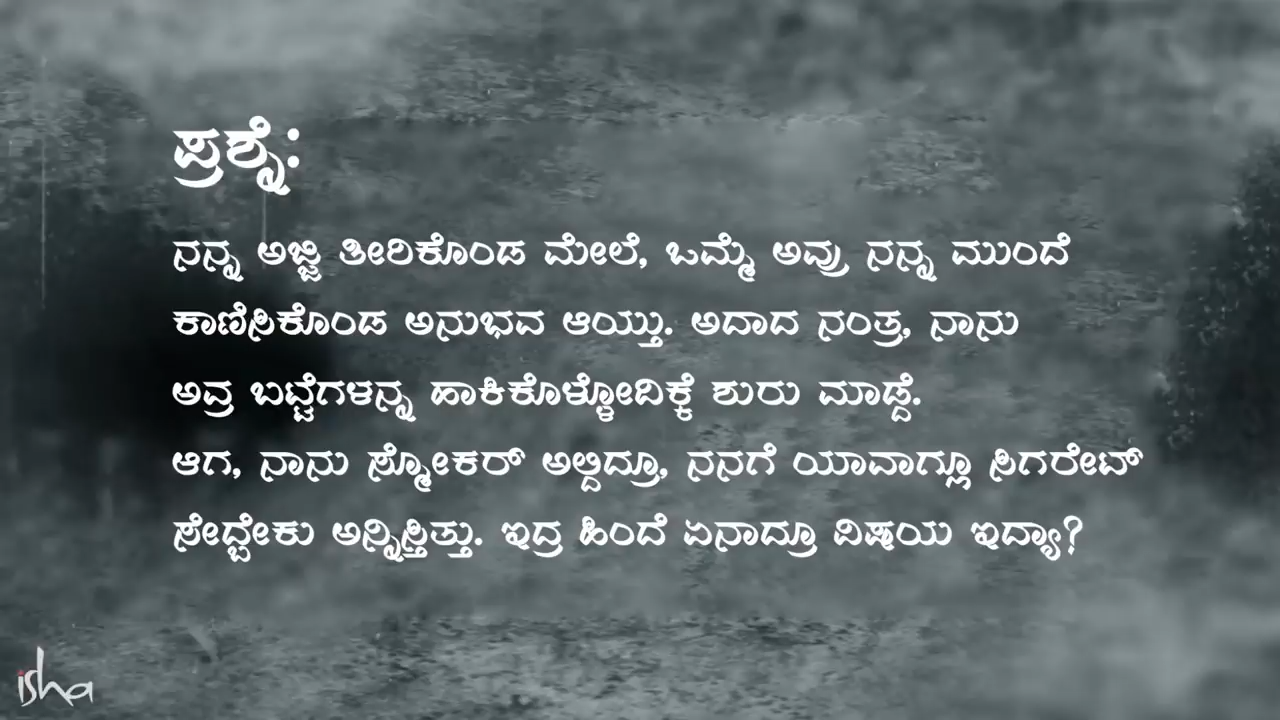 ಪ್ರಶ್ನೆ:
ನನ್ನ ಅಜ್ಜಿ ತೀರಿಕೊಂಡ ಮೇಲೆ, ಒಮ್ಮೆ ಅವ್ರು ನನ್ನ ಮುಂದೆ
ಕಾಣಿಸಿಕೊಂಡ ಅನುಭವ ಆಯ್ತು. ಅದಾದ ನಂತ್ರ, ನಾನು
ಅವ್ರ ಬಟ್ಟೆಗಳನ್ನ ಹಾಕಿಕೊಳ್ಳೋದಿಕ್ಕೆ ಶುರು ಮಾಡ್ದೆ.
ಆಗ, ನಾನು ಸ್ಮೋಕರ್ ಅಲ್ದಿದ್ರೂ, ನನಗೆ ಯಾವಾಗ್ಲೂ ಸಿಗರೇಟ್
ಸೇದ್ಬೇಕು ಅನ್ನಿಸ್ತಿತ್ತು. ಇದ್ರ ಹಿಂದೆ ಏನಾದ್ರೂ ವಿಷಯ ಇದ್ಯಾ?
isha